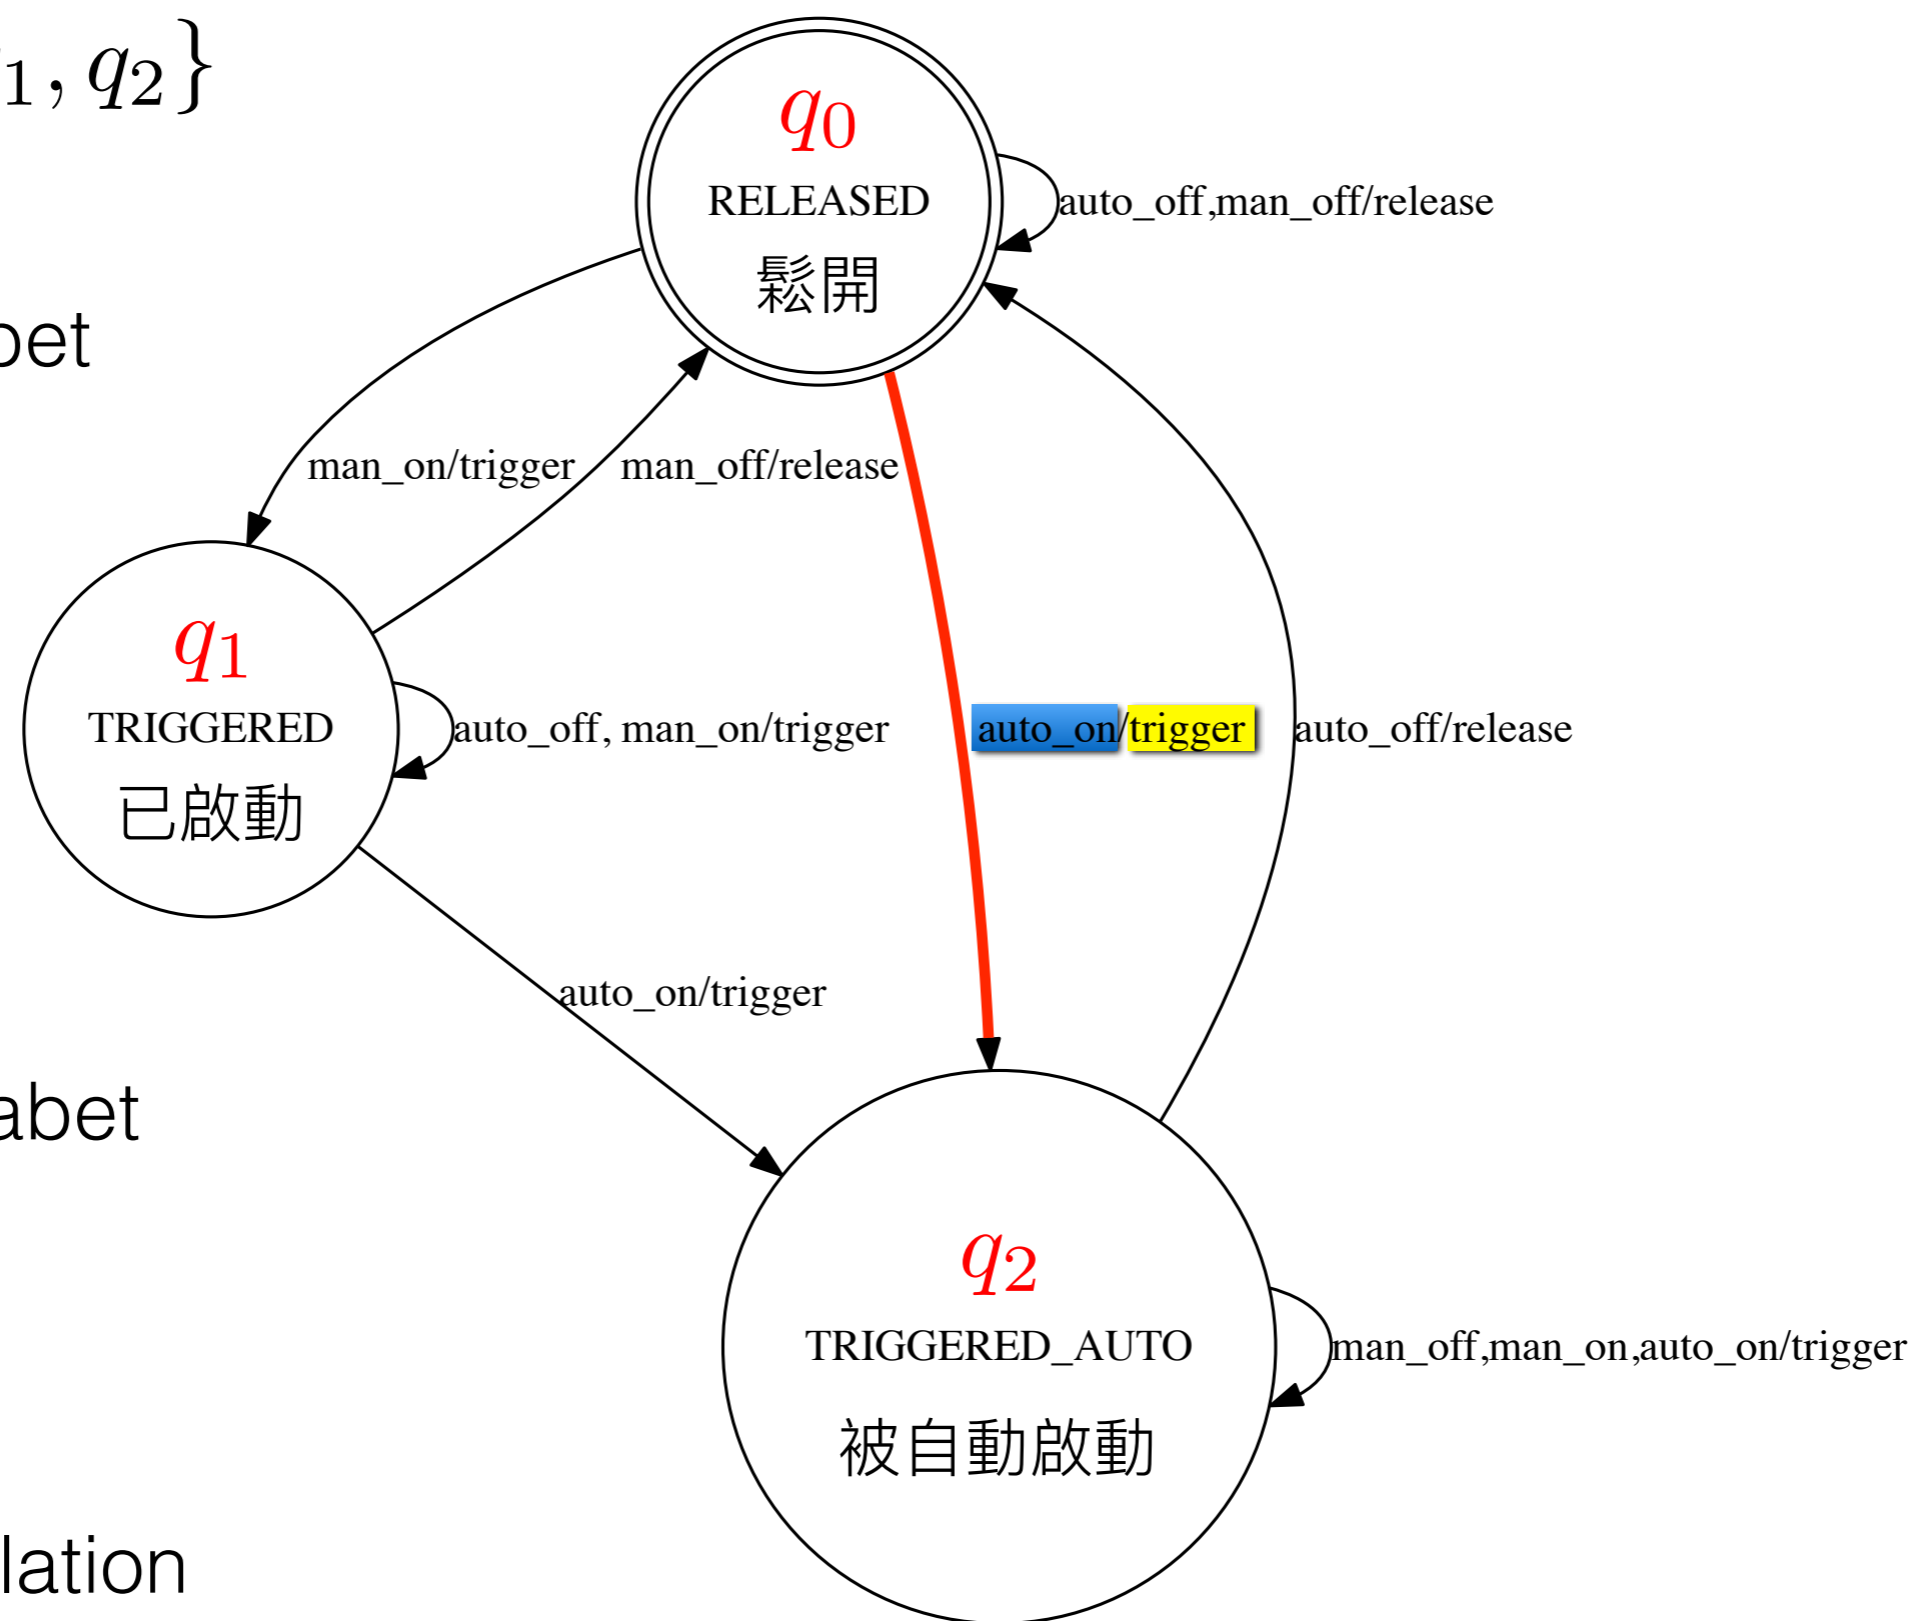 1, q2}
q0
RELEASED
鬆開
auto_off,man_off/release
bet
man_on/trigger
man_off/release
q1
TRIGGERED
已啟動
auto_off, man_on/trigger
auto_on/trigger
auto_off/release
auto_on/trigger
abet
q2
TRIGGERED_AUTO
被自動啟動
man_off,man_on,auto_on/trigger
lation